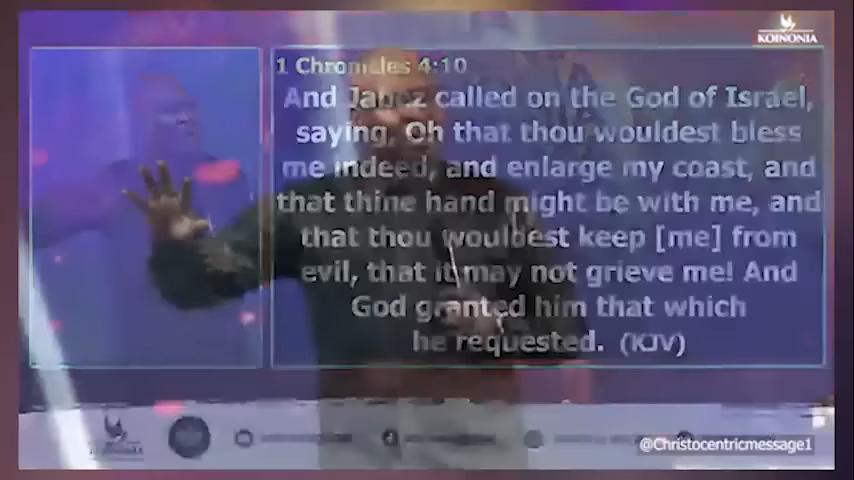 KOINONIA
1 Chronicles 4:10
And Jabez called on the God of Israel,
saying, Oh that thou wouldest bless
me indeed, and enlarge my coast, and
that thine hand might be with me, and
that thou wouldest keep [me] from
evil, that it may not grieve me! And
God granted him that which
he requested. (KJV)
@Christocentricmessage1